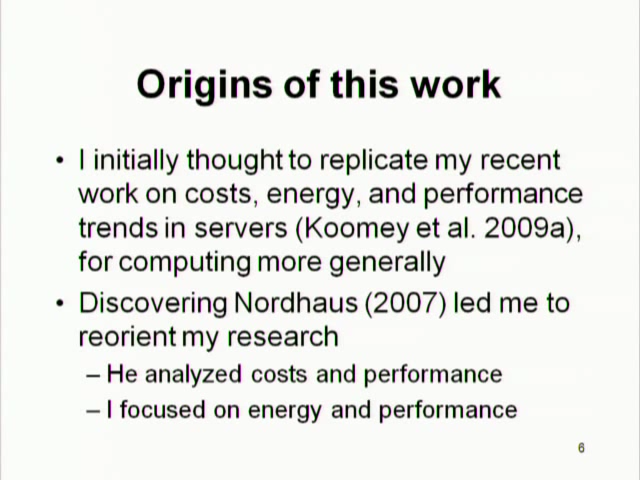 Origins of this work
• I initially thought to replicate my recent
work on costs, energy, and performance
trends in servers (Koomey et al. 2009a),
for computing more generally
• Discovering Nordhaus (2007) led me to
reorient my research
– He analyzed costs and performance
– I focused on energy and performance
6